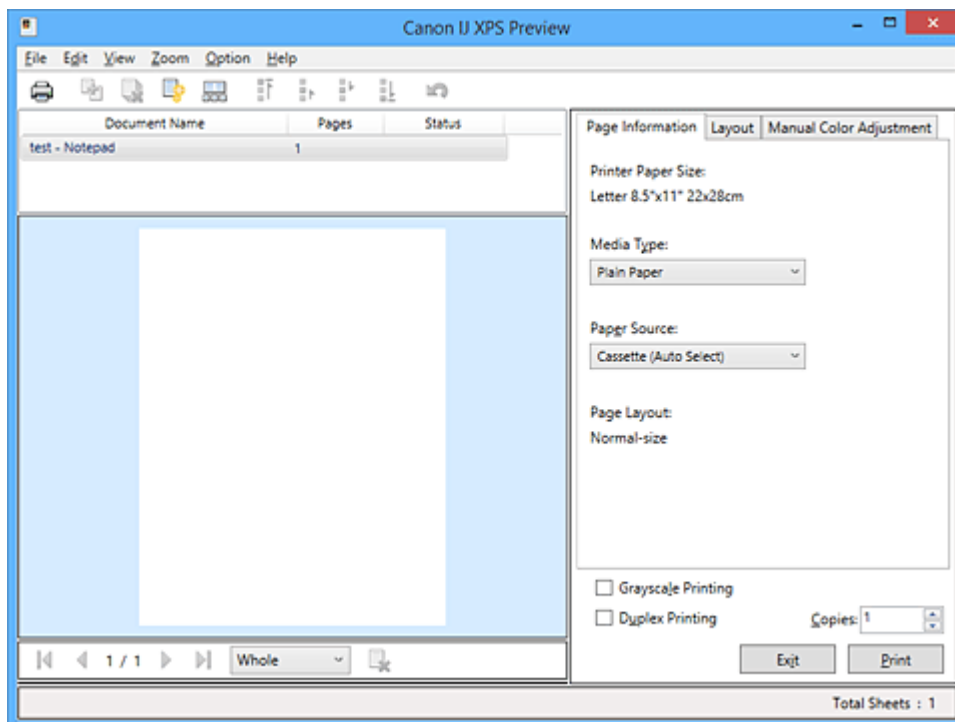 Canon IJ XPS Preview
File Edit View Zoom Option Help
Document Name Pages Status
test - Notepad 1
Page Information Layout Manual Color Adjustment
Printer Paper Size:
Letter 8.5"x11" 22x28cm
Media Type:
Plain Paper
Paper Source:
Cassette (Auto Select)
Page Layout:
Normal-size
Grayscale Printing
Duplex Printing Copies: 1
1 / 1 Whole Exit Print
Total Sheets : 1